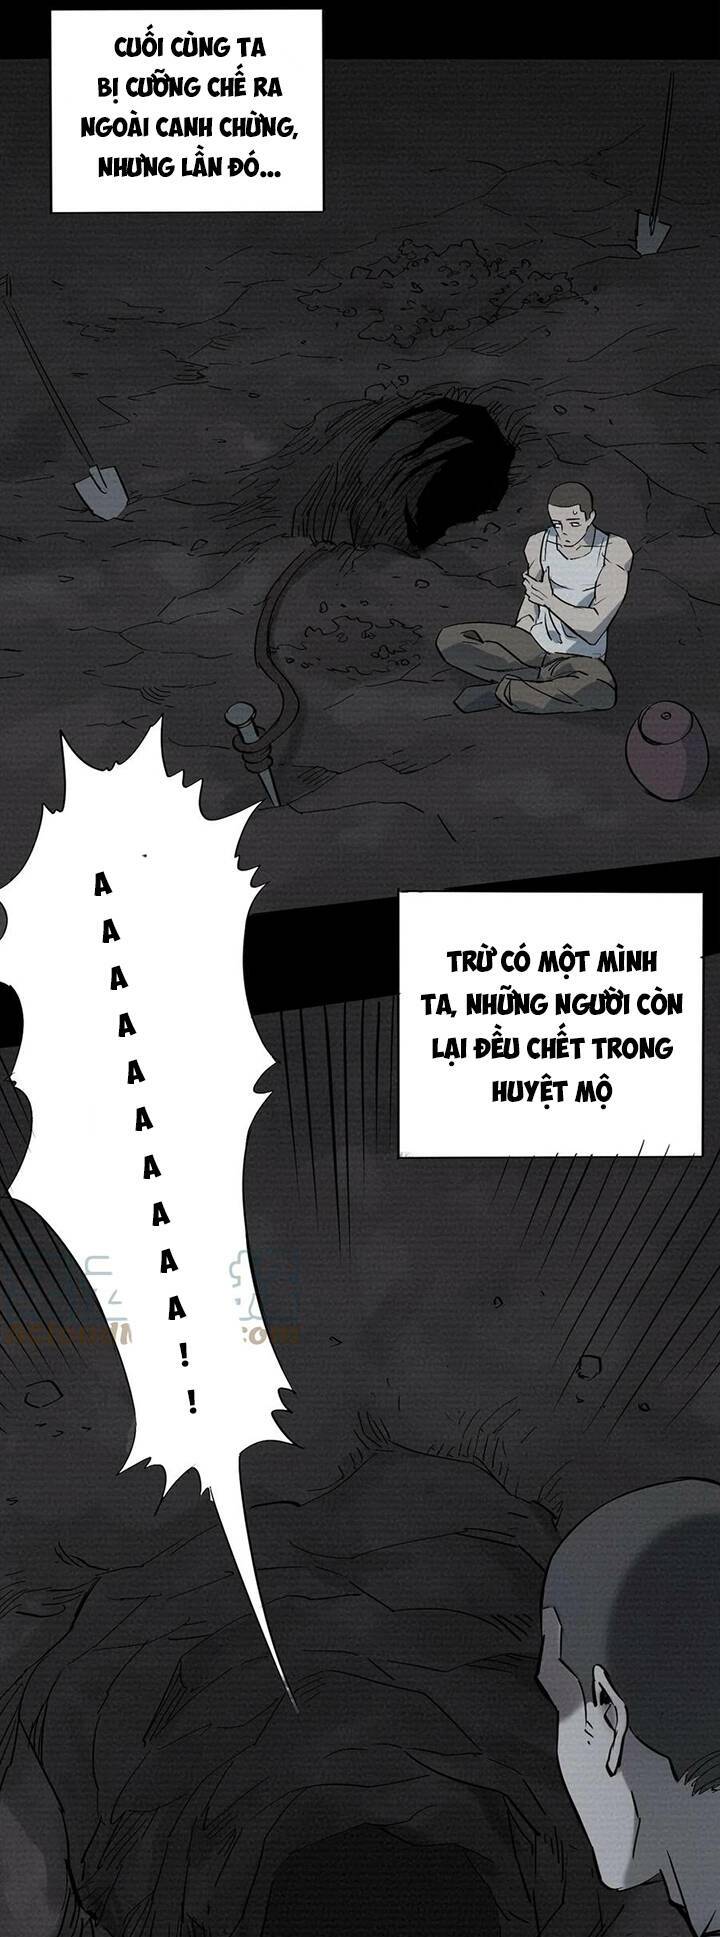 CUỐI CÙNG TA
BỊ CƯỠNG CHẾ RA
NGOÀI CANH CHỪNG,
NHƯNG LẦN ĐÓ...
TRỪ CÓ MỘT MÌNH
TA, NHỮNG NGƯỜI CÒN
LẠI ĐỀU CHẾT TRONG
HUYỆT MỘ
A
A
A
A
A
A
A
A
A
A
!
!